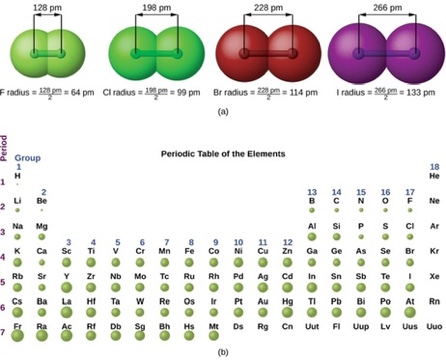 128 pm 198 pm 228 pm 266 pm
F radius = 128 pm/2 = 64 pm Cl radius = 198 pm/2 = 99 pm Br radius = 228 pm/2 = 114 pm I radius = 266 pm/2 = 133 pm
(a)
Periodic Table of the Elements
Period
Group
1 18
1 H He
2 13 14 15 16 17
2 Li Be B C N O F Ne
3 Na Mg Al Si P S Cl Ar
3 4 5 6 7 8 9 10 11 12
4 K Ca Sc Ti V Cr Mn Fe Co Ni Cu Zn Ga Ge As Se Br Kr
5 Rb Sr Y Zr Nb Mo Tc Ru Rh Pd Ag Cd In Sn Sb Te I Xe
6 Cs Ba La Hf Ta W Re Os Ir Pt Au Hg Tl Pb Bi Po At Rn
7 Fr Ra Ac Rf Db Sg Bh Hs Mt Ds Rg Cn Uut Fl Uup Lv Uus Uuo
(b)